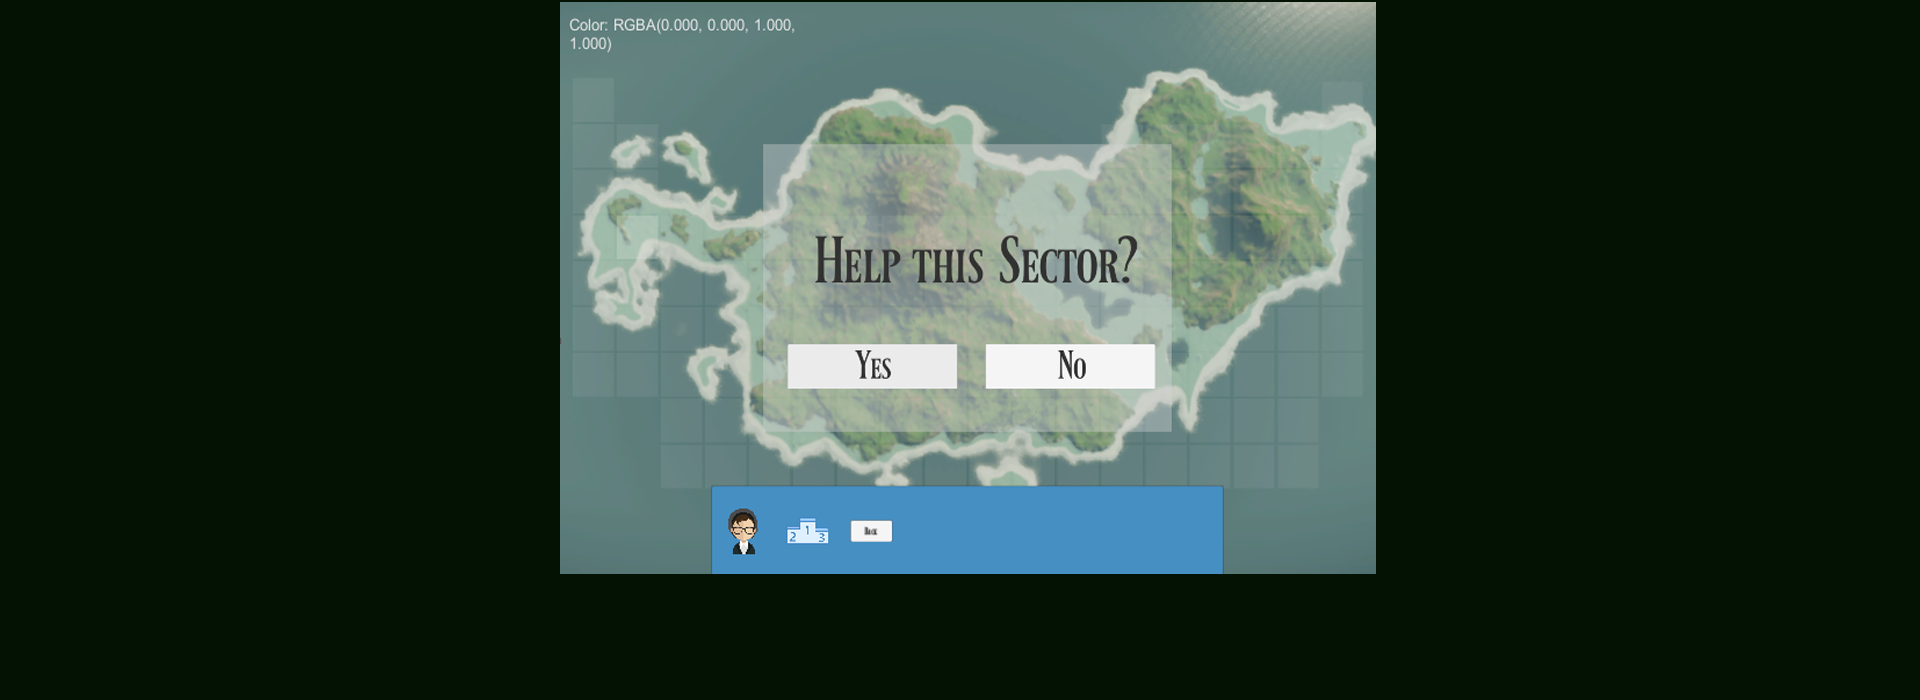 Color: RGBA(0.000, 0.000, 1.000,
1.000)
Help this Sector?
Yes
No
1
2 3